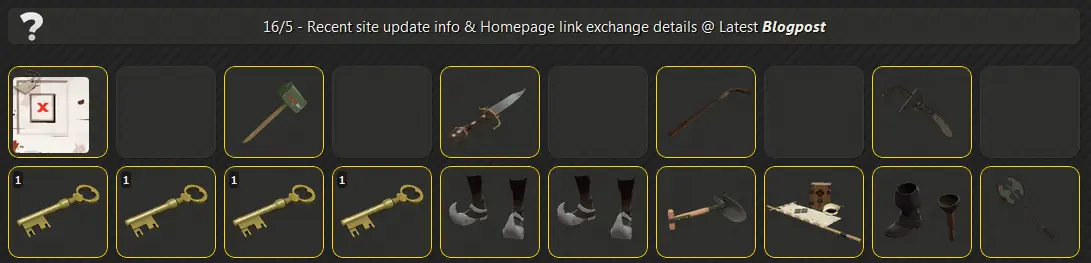 ?
16/5 - Recent site update info & Homepage link exchange details @ Latest Blogpost
x
1 1 1 1